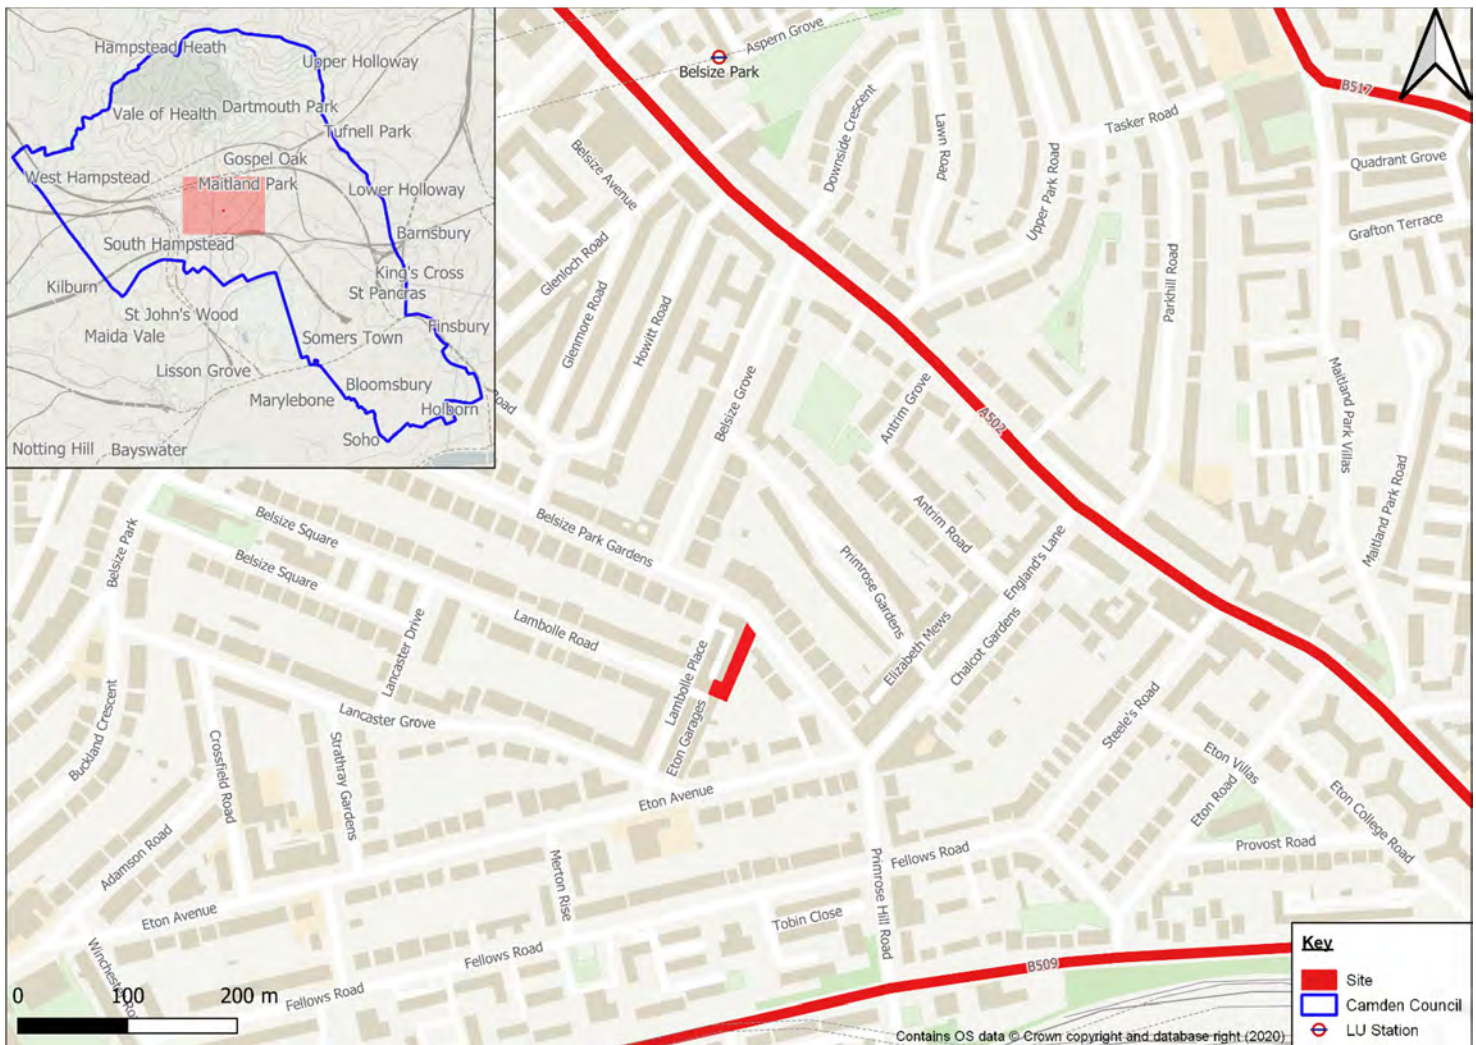 Hampstead Heath
Upper Holloway
Vale of Health
Dartmouth Park
Tufnell Park
Gospel Oak
West Hampstead
Maitland Park
Lower Holloway
South Hampstead
Barnsbury
King's Cross
Kilburn
St Pancras
St John's Wood
Finsbury
Maida Vale
Somers Town
Lisson Grove
Bloomsbury
Marylebone
Holborn
Soho
Notting Hill
Bayswater
Aspern Grove
Belsize Park
B517
Tasker Road
Downside Crescent
Lawn Road
Belsize Avenue
Upper Park Road
Quadrant Grove
Grafton Terrace
Glenloch Road
Glenmore Road
Howitt Road
Parkhill Road
Belsize Grove
Antrim Grove
A502
Maitland Park Villas
Maitland Park Road
Road
Belsize Park
Belsize Square
Belsize Square
Belsize Park Gardens
Antrim Road
England's Lane
Primrose Gardens
Elizabeth Mews
Chalcot Gardens
Lancaster Drive
Lambolle Road
Lambolle Place
Eton Garages
Buckland Crescent
Lancaster Grove
Crossfield Road
Strathray Gardens
Steele's Road
Eton Villas
Eton Road
Eton College Road
Eton Avenue
Adamson Road
Merton Rise
Fellows Road
Provost Road
Primrose Hill Road
Eton Avenue
Tobin Close
Fellows Road
Fellows Road
B509
0 100 200 m
Key
Site
Camden Council
LU Station
Contains OS data © Crown copyright and database right (2020)